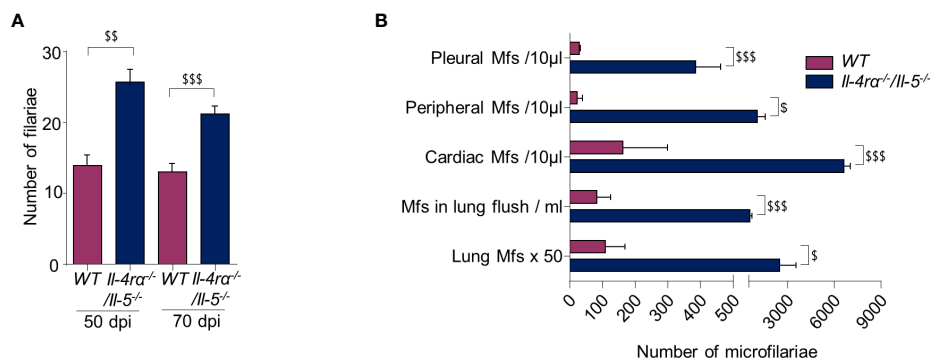 A
Number of filariae
30
20
10
0
$$
$$$
WT Il-4rα-/- /Il-5-/-
WT Il-4rα-/- /Il-5-/-
50 dpi
70 dpi
B
Pleural Mfs /10µl
Peripheral Mfs /10µl
Cardiac Mfs /10µl
Mfs in lung flush / ml
Lung Mfs x 50
$$$
$
$$$
$$$
$
WT
Il-4rα-/-/Il-5-/-
0 100 200 300 400 500 3000 6000 9000
Number of microfilariae